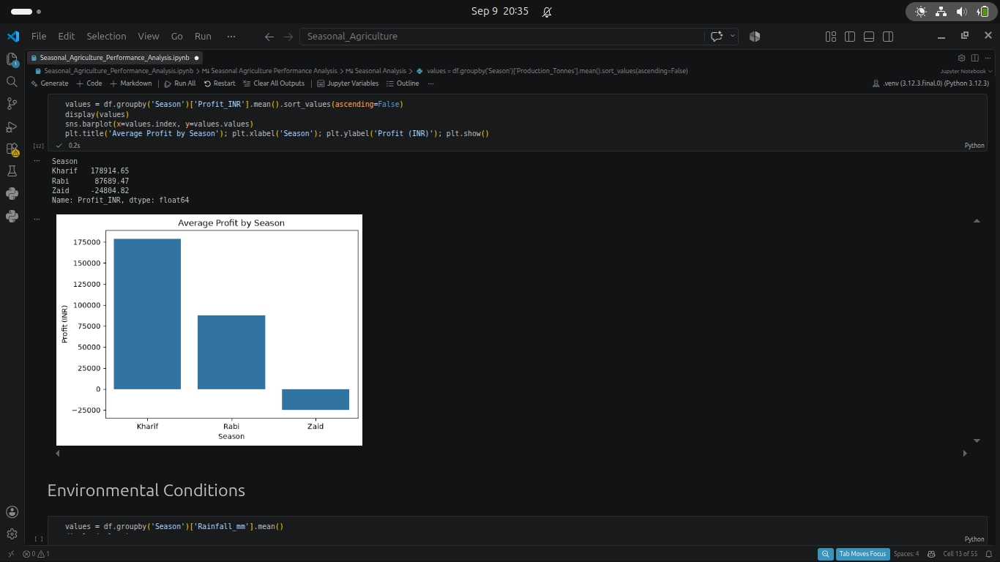 Sep 9 20:35
File Edit Selection View Go Run ···
Seasonal_Agriculture
Seasonal_Agriculture_Performance_Analysis.ipynb
Seasonal_Agriculture_Performance_Analysis.ipynb > M↓ Seasonal Agriculture Performance Analysis > M↓ Seasonal Analysis > values = df.groupby('Season')['Production_Tonnes'].mean().sort_values(ascending=False)
Jupyter Notebook
Generate + Code + Markdown | Run All Restart Clear All Outputs | Jupyter Variables Outline ···
.venv (3.12.3.final.0) (Python 3.12.3)
values = df.groupby('Season')['Profit_INR'].mean().sort_values(ascending=False)
display(values)
sns.barplot(x=values.index, y=values.values)
plt.title('Average Profit by Season'); plt.xlabel('Season'); plt.ylabel('Profit (INR)'); plt.show()
[12] 0.2s
Python
Season
Kharif 178914.65
Rabi 87689.47
Zaid -24804.82
Name: Profit_INR, dtype: float64
Average Profit by Season
175000
150000
125000
100000
75000
50000
25000
0
−25000
Profit (INR)
Kharif Rabi Zaid
Season
Environmental Conditions
values = df.groupby('Season')['Rainfall_mm'].mean()
[ ]
Python
0 1
Tab Moves Focus Spaces: 4 Cell 13 of 55